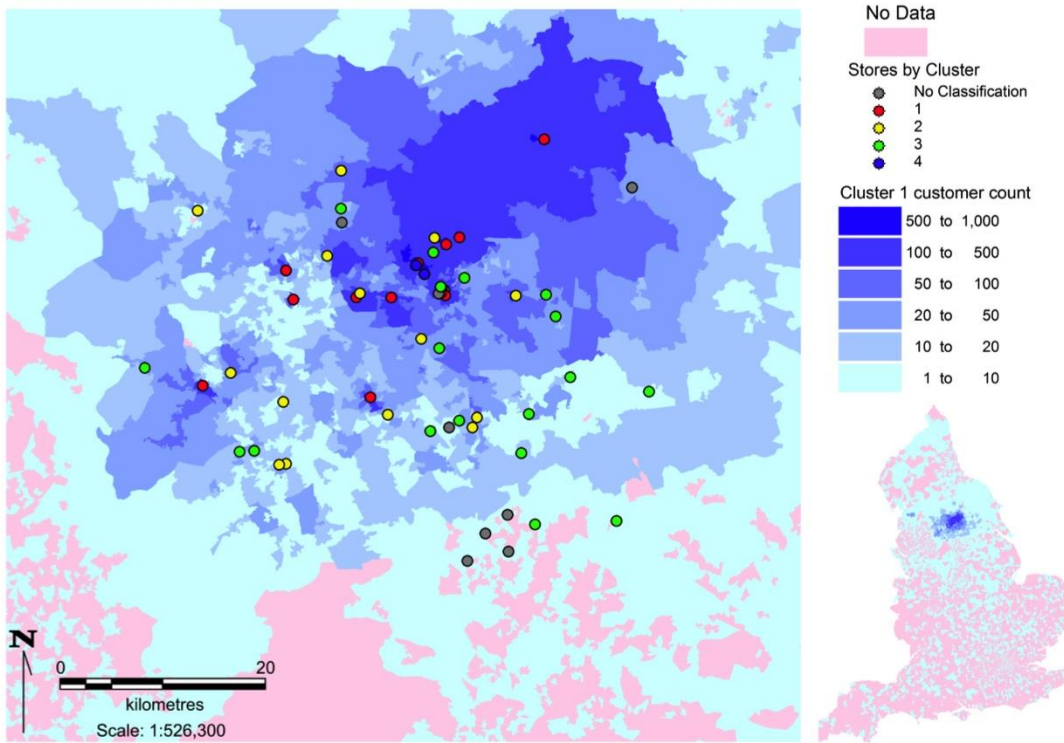 No Data
Stores by Cluster
No Classification
1
2
3
4
Cluster 1 customer count
500 to 1,000
100 to 500
50 to 100
20 to 50
10 to 20
1 to 10
N
0 20
kilometres
Scale: 1:526,300